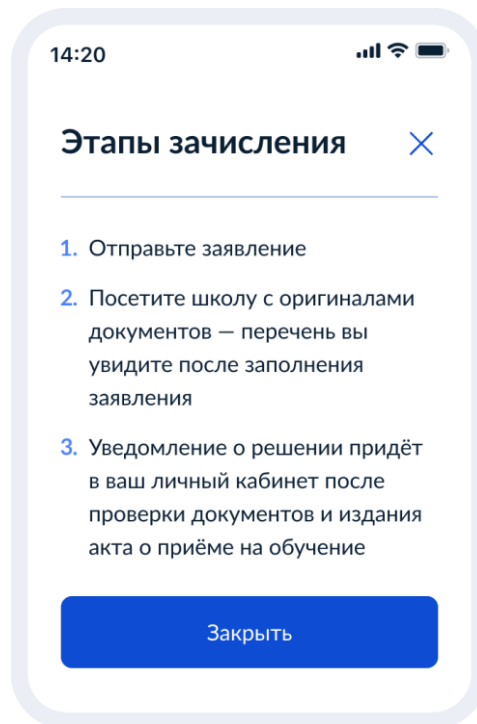 14:20
Этапы зачисления
1. Отправьте заявление
2. Посетите школу с оригиналами
документов — перечень вы
увидите после заполнения
заявления
3. Уведомление о решении придёт
в ваш личный кабинет после
проверки документов и издания
акта о приёме на обучение
Закрыть